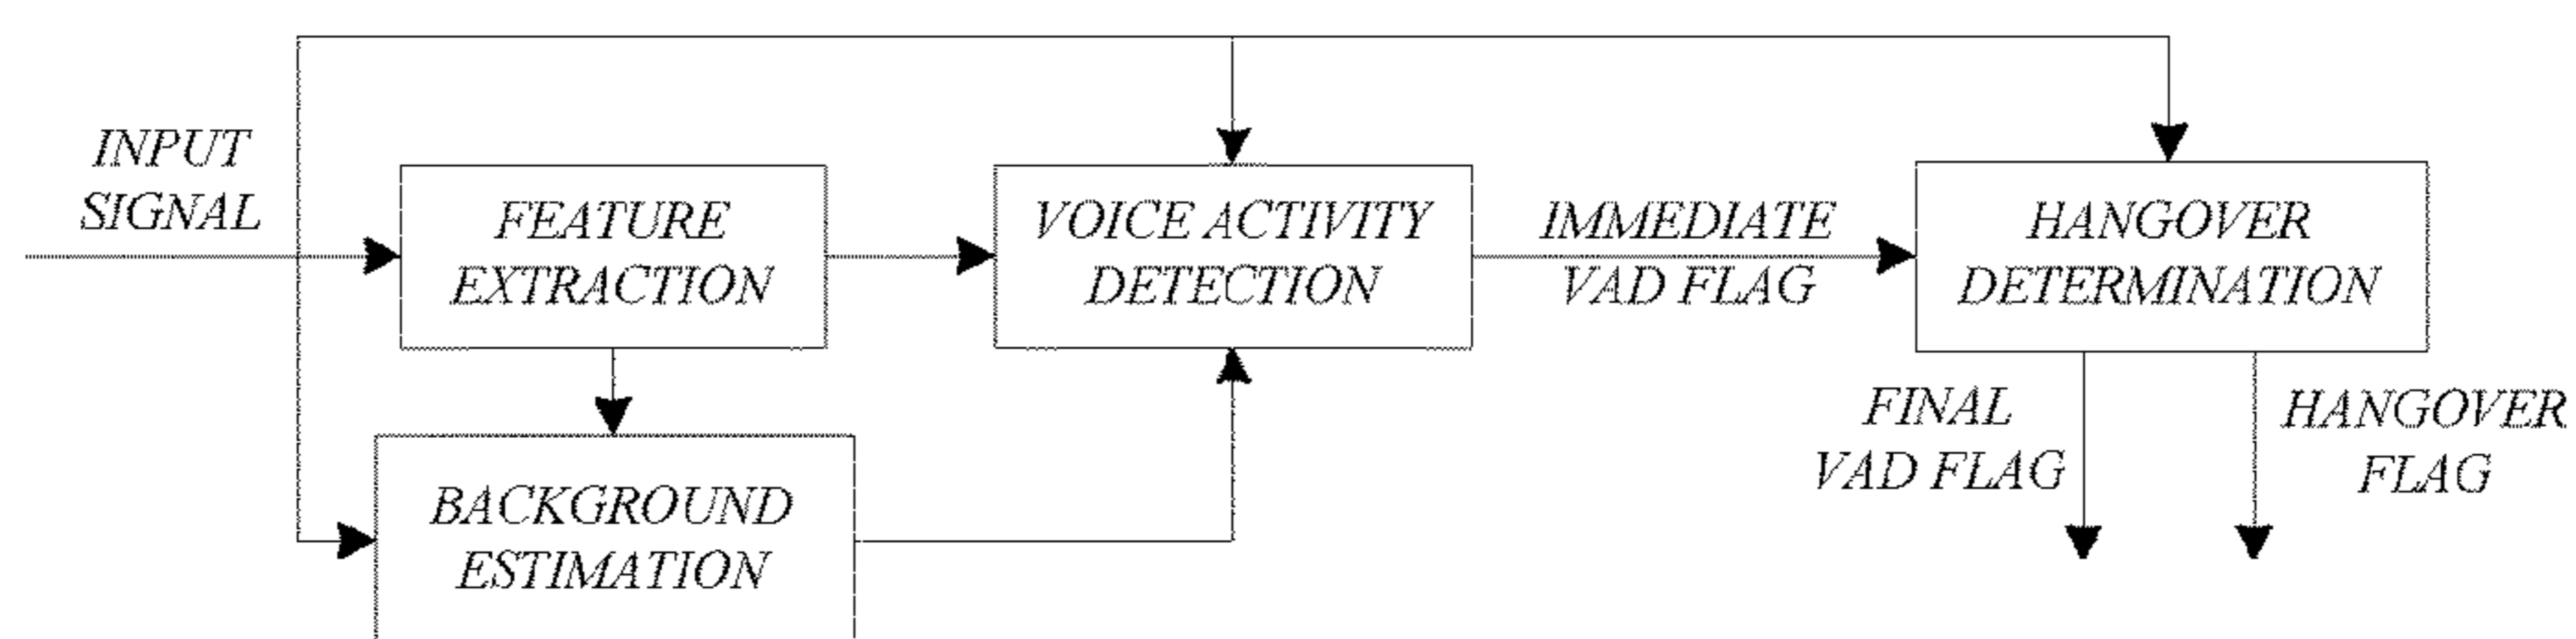 INPUT
SIGNAL
FEATURE
EXTRACTION
VOICE ACTIVITY
DETECTION
IMMEDIATE
VAD FLAG
HANGOVER
DETERMINATION
BACKGROUND
ESTIMATION
FINAL
VAD FLAG
HANGOVER
FLAG